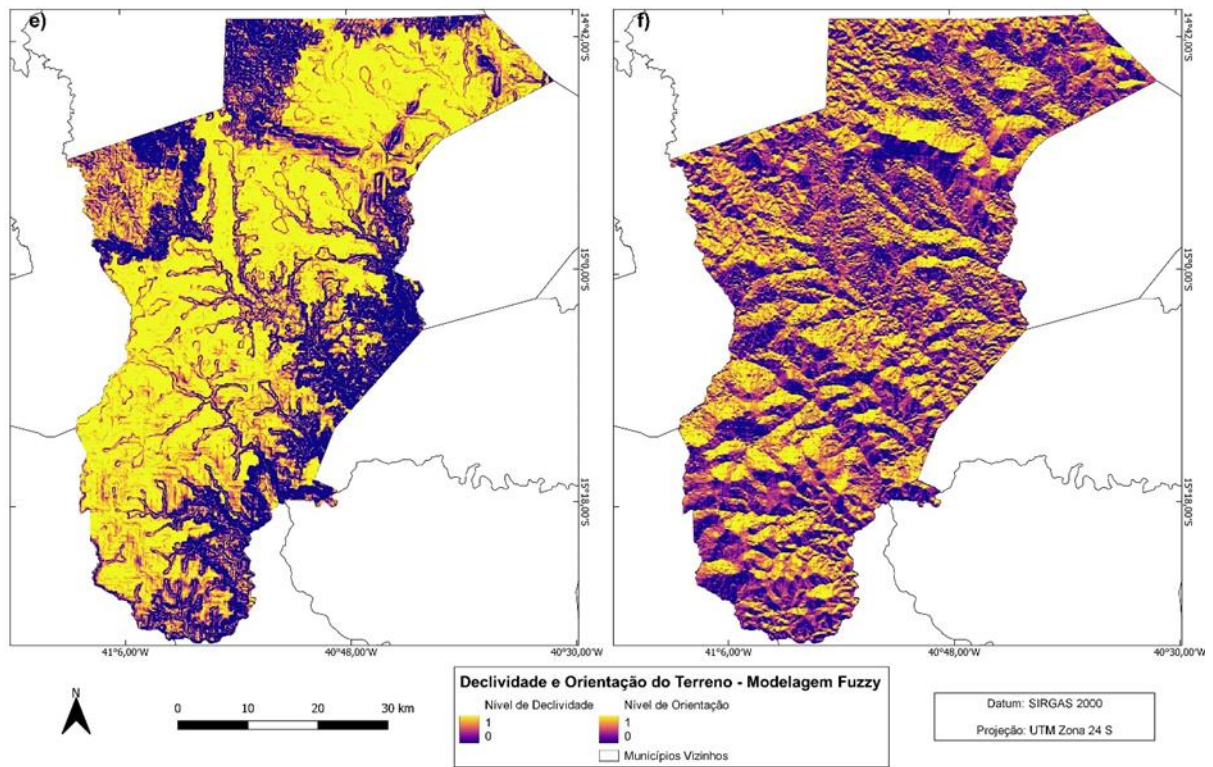 e)
f)
14°42,00'S
15°0,00'S
15°18,00'S
14°42,00'S
15°0,00'S
15°18,00'S
41°6,00'W
40°48,00'W
40°30,00'W
41°6,00'W
40°48,00'W
40°30,00'W
N
0 10 20 30 km
Declividade e Orientação do Terreno - Modelagem Fuzzy
Nível de Declividade
1
0
Nível de Orientação
1
0
Municípios Vizinhos
Datum: SIRGAS 2000
Projeção: UTM Zona 24 S